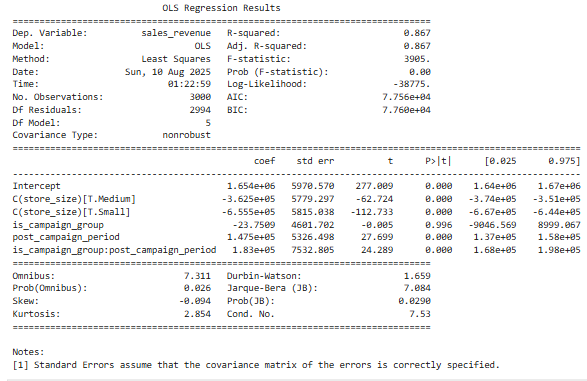 OLS Regression Results
==============================================================================
Dep. Variable: sales_revenue R-squared: 0.867
Model: OLS Adj. R-squared: 0.867
Method: Least Squares F-statistic: 3905.
Date: Sun, 10 Aug 2025 Prob (F-statistic): 0.00
Time: 01:22:59 Log-Likelihood: -38775.
No. Observations: 3000 AIC: 7.756e+04
Df Residuals: 2994 BIC: 7.760e+04
Df Model: 5
Covariance Type: nonrobust
==============================================================================
coef std err t P>|t| [0.025 0.975]
------------------------------------------------------------------------------
Intercept 1.654e+06 5970.570 277.009 0.000 1.64e+06 1.67e+06
C(store_size)[T.Medium] -3.625e+05 5779.297 -62.724 0.000 -3.74e+05 -3.51e+05
C(store_size)[T.Small] -6.555e+05 5815.038 -112.733 0.000 -6.67e+05 -6.44e+05
is_campaign_group -23.7509 4601.702 -0.005 0.996 -9046.569 8999.067
post_campaign_period 1.475e+05 5326.498 27.699 0.000 1.37e+05 1.58e+05
is_campaign_group:post_campaign_period 1.83e+05 7532.805 24.289 0.000 1.68e+05 1.98e+05
==============================================================================
Omnibus: 7.311 Durbin-Watson: 1.659
Prob(Omnibus): 0.026 Jarque-Bera (JB): 7.084
Skew: -0.094 Prob(JB): 0.0290
Kurtosis: 2.854 Cond. No. 7.53
==============================================================================
Notes:
[1] Standard Errors assume that the covariance matrix of the errors is correctly specified.